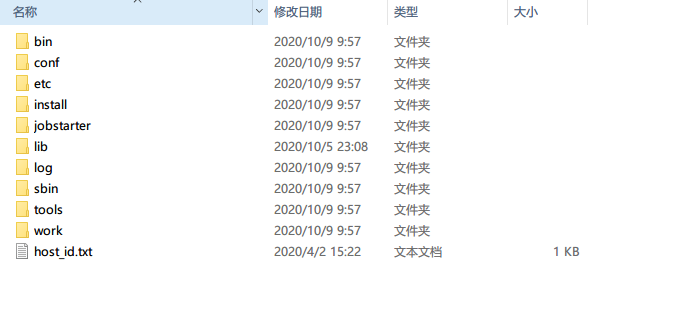 名称 修改日期 类型 大小
bin 2020/10/9 9:57 文件夹
conf 2020/10/9 9:57 文件夹
etc 2020/10/9 9:57 文件夹
install 2020/10/9 9:57 文件夹
jobstarter 2020/10/9 9:57 文件夹
lib 2020/10/5 23:08 文件夹
log 2020/10/9 9:57 文件夹
sbin 2020/10/9 9:57 文件夹
tools 2020/10/9 9:57 文件夹
work 2020/10/9 9:57 文件夹
host_id.txt 2020/4/2 15:22 文本文档 1 KB